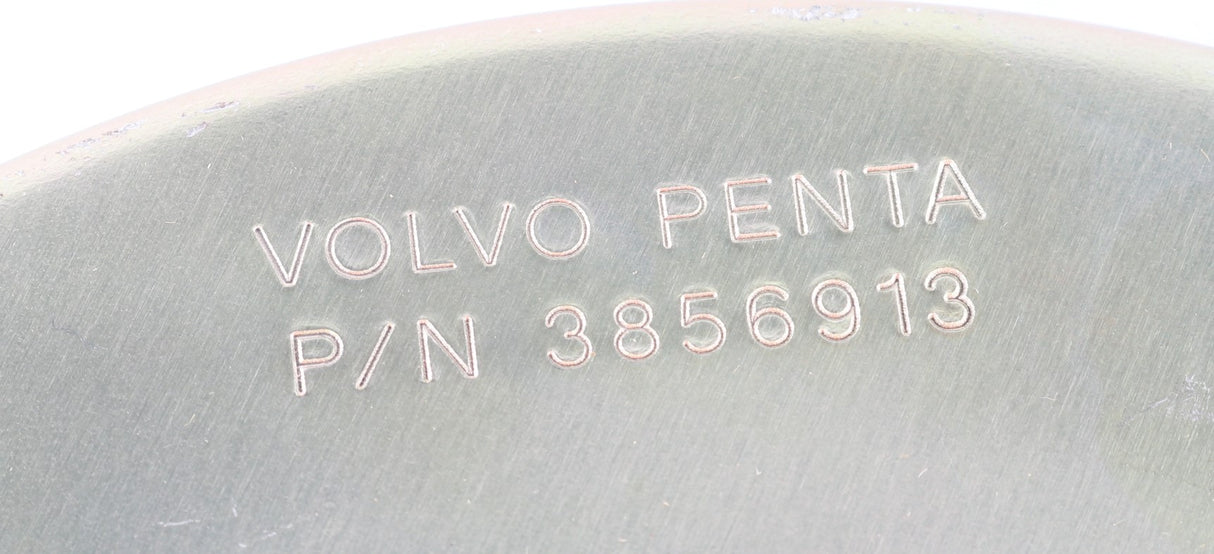 VOLVO PENTA
P/N 3856913